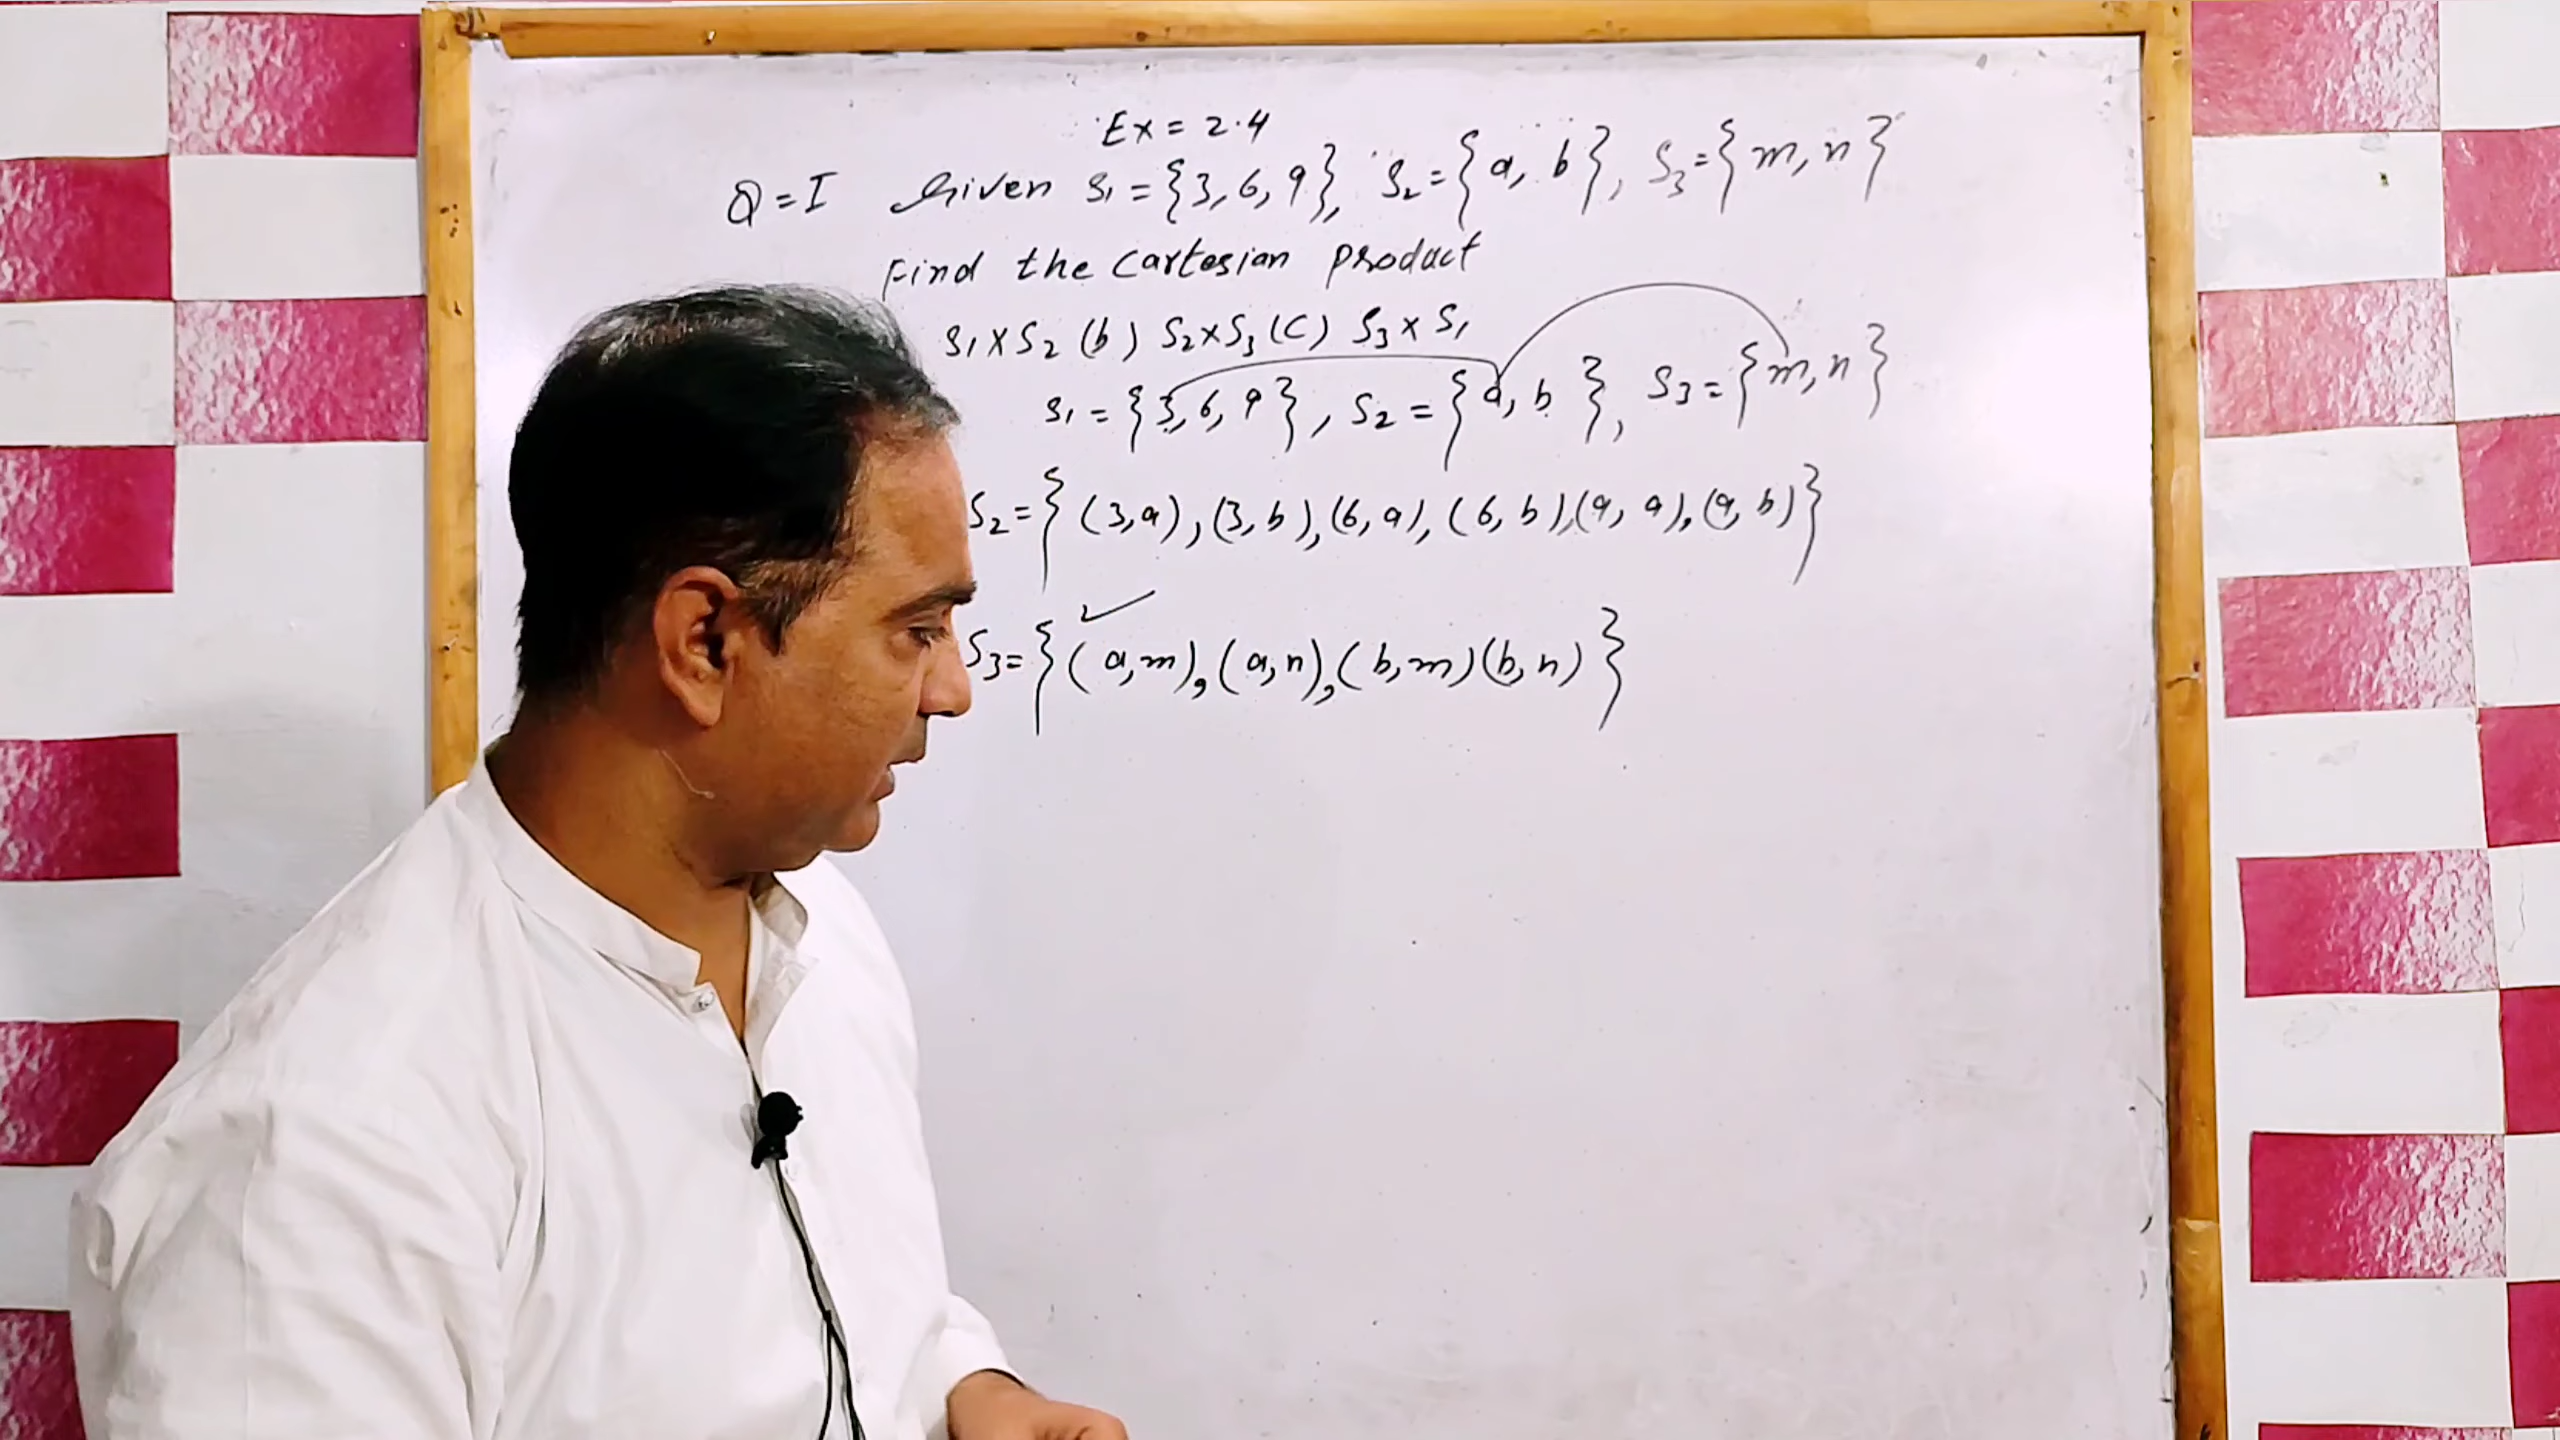 Ex = 2.4
Q = I Given S1 = {3, 6, 9}, S2 = {a, b}, S3 = {m, n}
Find the Cartesian product
S1 x S2 (b) S2 x S3 (C) S3 x S1
S1 = {3, 6, 9}, S2 = {a, b}, S3 = {m, n}
S2 = {(3,a), (3,b), (6,a), (6,b), (9,a), (9,b)}
S3 = {(a,m), (a,n), (b,m) (b,n)}